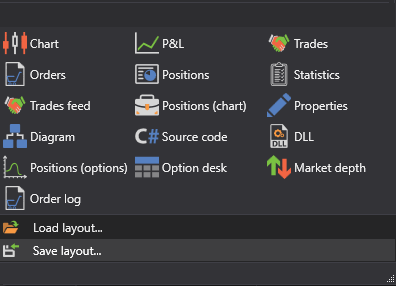 Chart P&L Trades
Orders Positions Statistics
Trades feed Positions (chart) Properties
Diagram C# Source code DLL DLL
Positions (options) Option desk Market depth
Order log
Load layout...
Save layout...